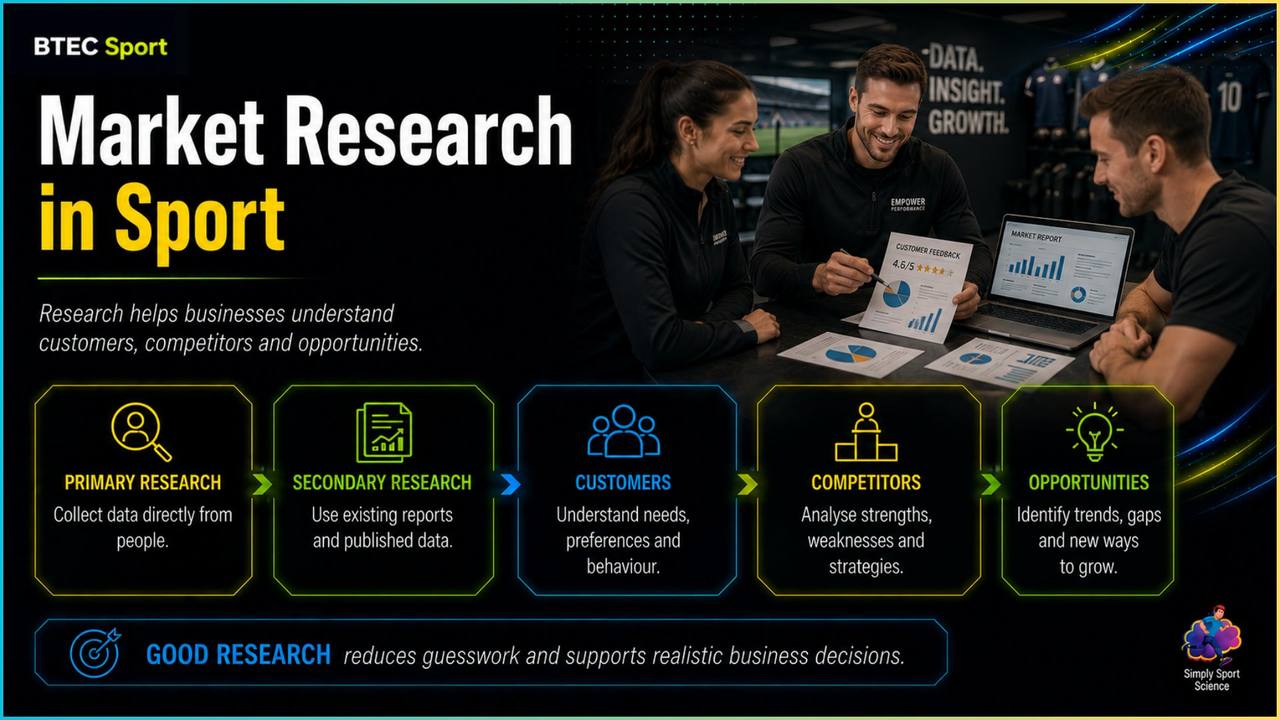 BTEC Sport
Market Research
in Sport
Research helps businesses understand
customers, competitors and opportunities.
-DATA.
INSIGHT.
GROWTH.
10
EMPOWER
PERFORMANCE
CUSTOMER FEEDBACK
4.6/5 ★★★★☆
MARKET REPORT
PRIMARY RESEARCH
Collect data directly from
people.
SECONDARY RESEARCH
Use existing reports
and published data.
CUSTOMERS
Understand needs,
preferences and
behaviour.
COMPETITORS
Analyse strengths,
weaknesses and
strategies.
OPPORTUNITIES
Identify trends, gaps
and new ways
to grow.
GOOD RESEARCH reduces guesswork and supports realistic business decisions.
Simply Sport
Science